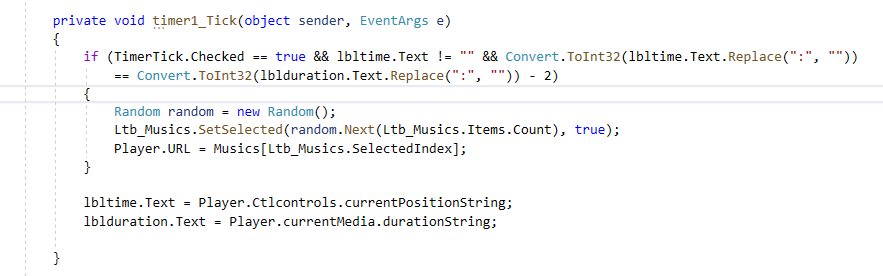 private void timer1_Tick(object sender, EventArgs e)
{
if (TimerTick.Checked == true && lbltime.Text != "" && Convert.ToInt32(lbltime.Text.Replace(":", ""))
== Convert.ToInt32(lblduration.Text.Replace(":", "")) - 2)
{
Random random = new Random();
Ltb_Musics.SetSelected(random.Next(Ltb_Musics.Items.Count), true);
Player.URL = Musics[Ltb_Musics.SelectedIndex];
}
lbltime.Text = Player.Ctlcontrols.currentPositionString;
lblduration.Text = Player.currentMedia.durationString;
}